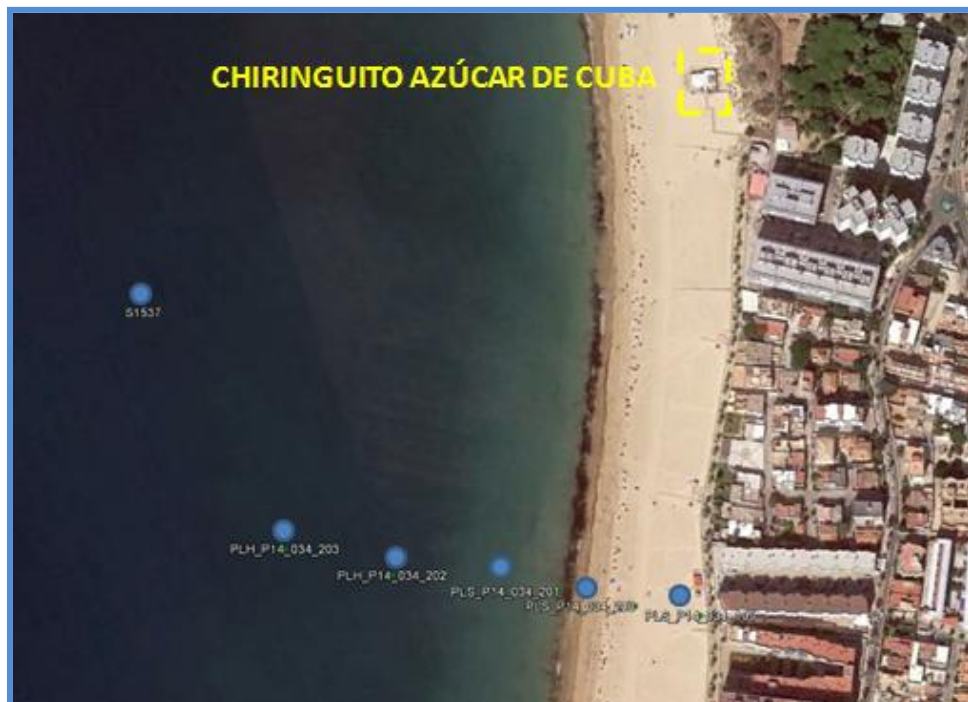 CHIRINGUITO AZÚCAR DE CUBA
S1537
PLH_P14_034_203
PLH_P14_034_202
PLS_P14_034_201